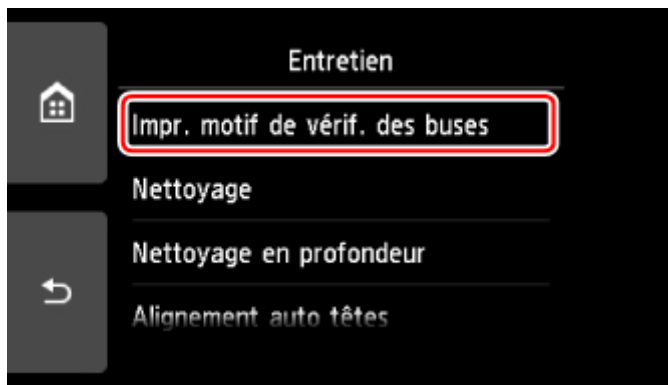 Entretien
Impr. motif de vérif. des buses
Nettoyage
Nettoyage en profondeur
Alignement auto têtes